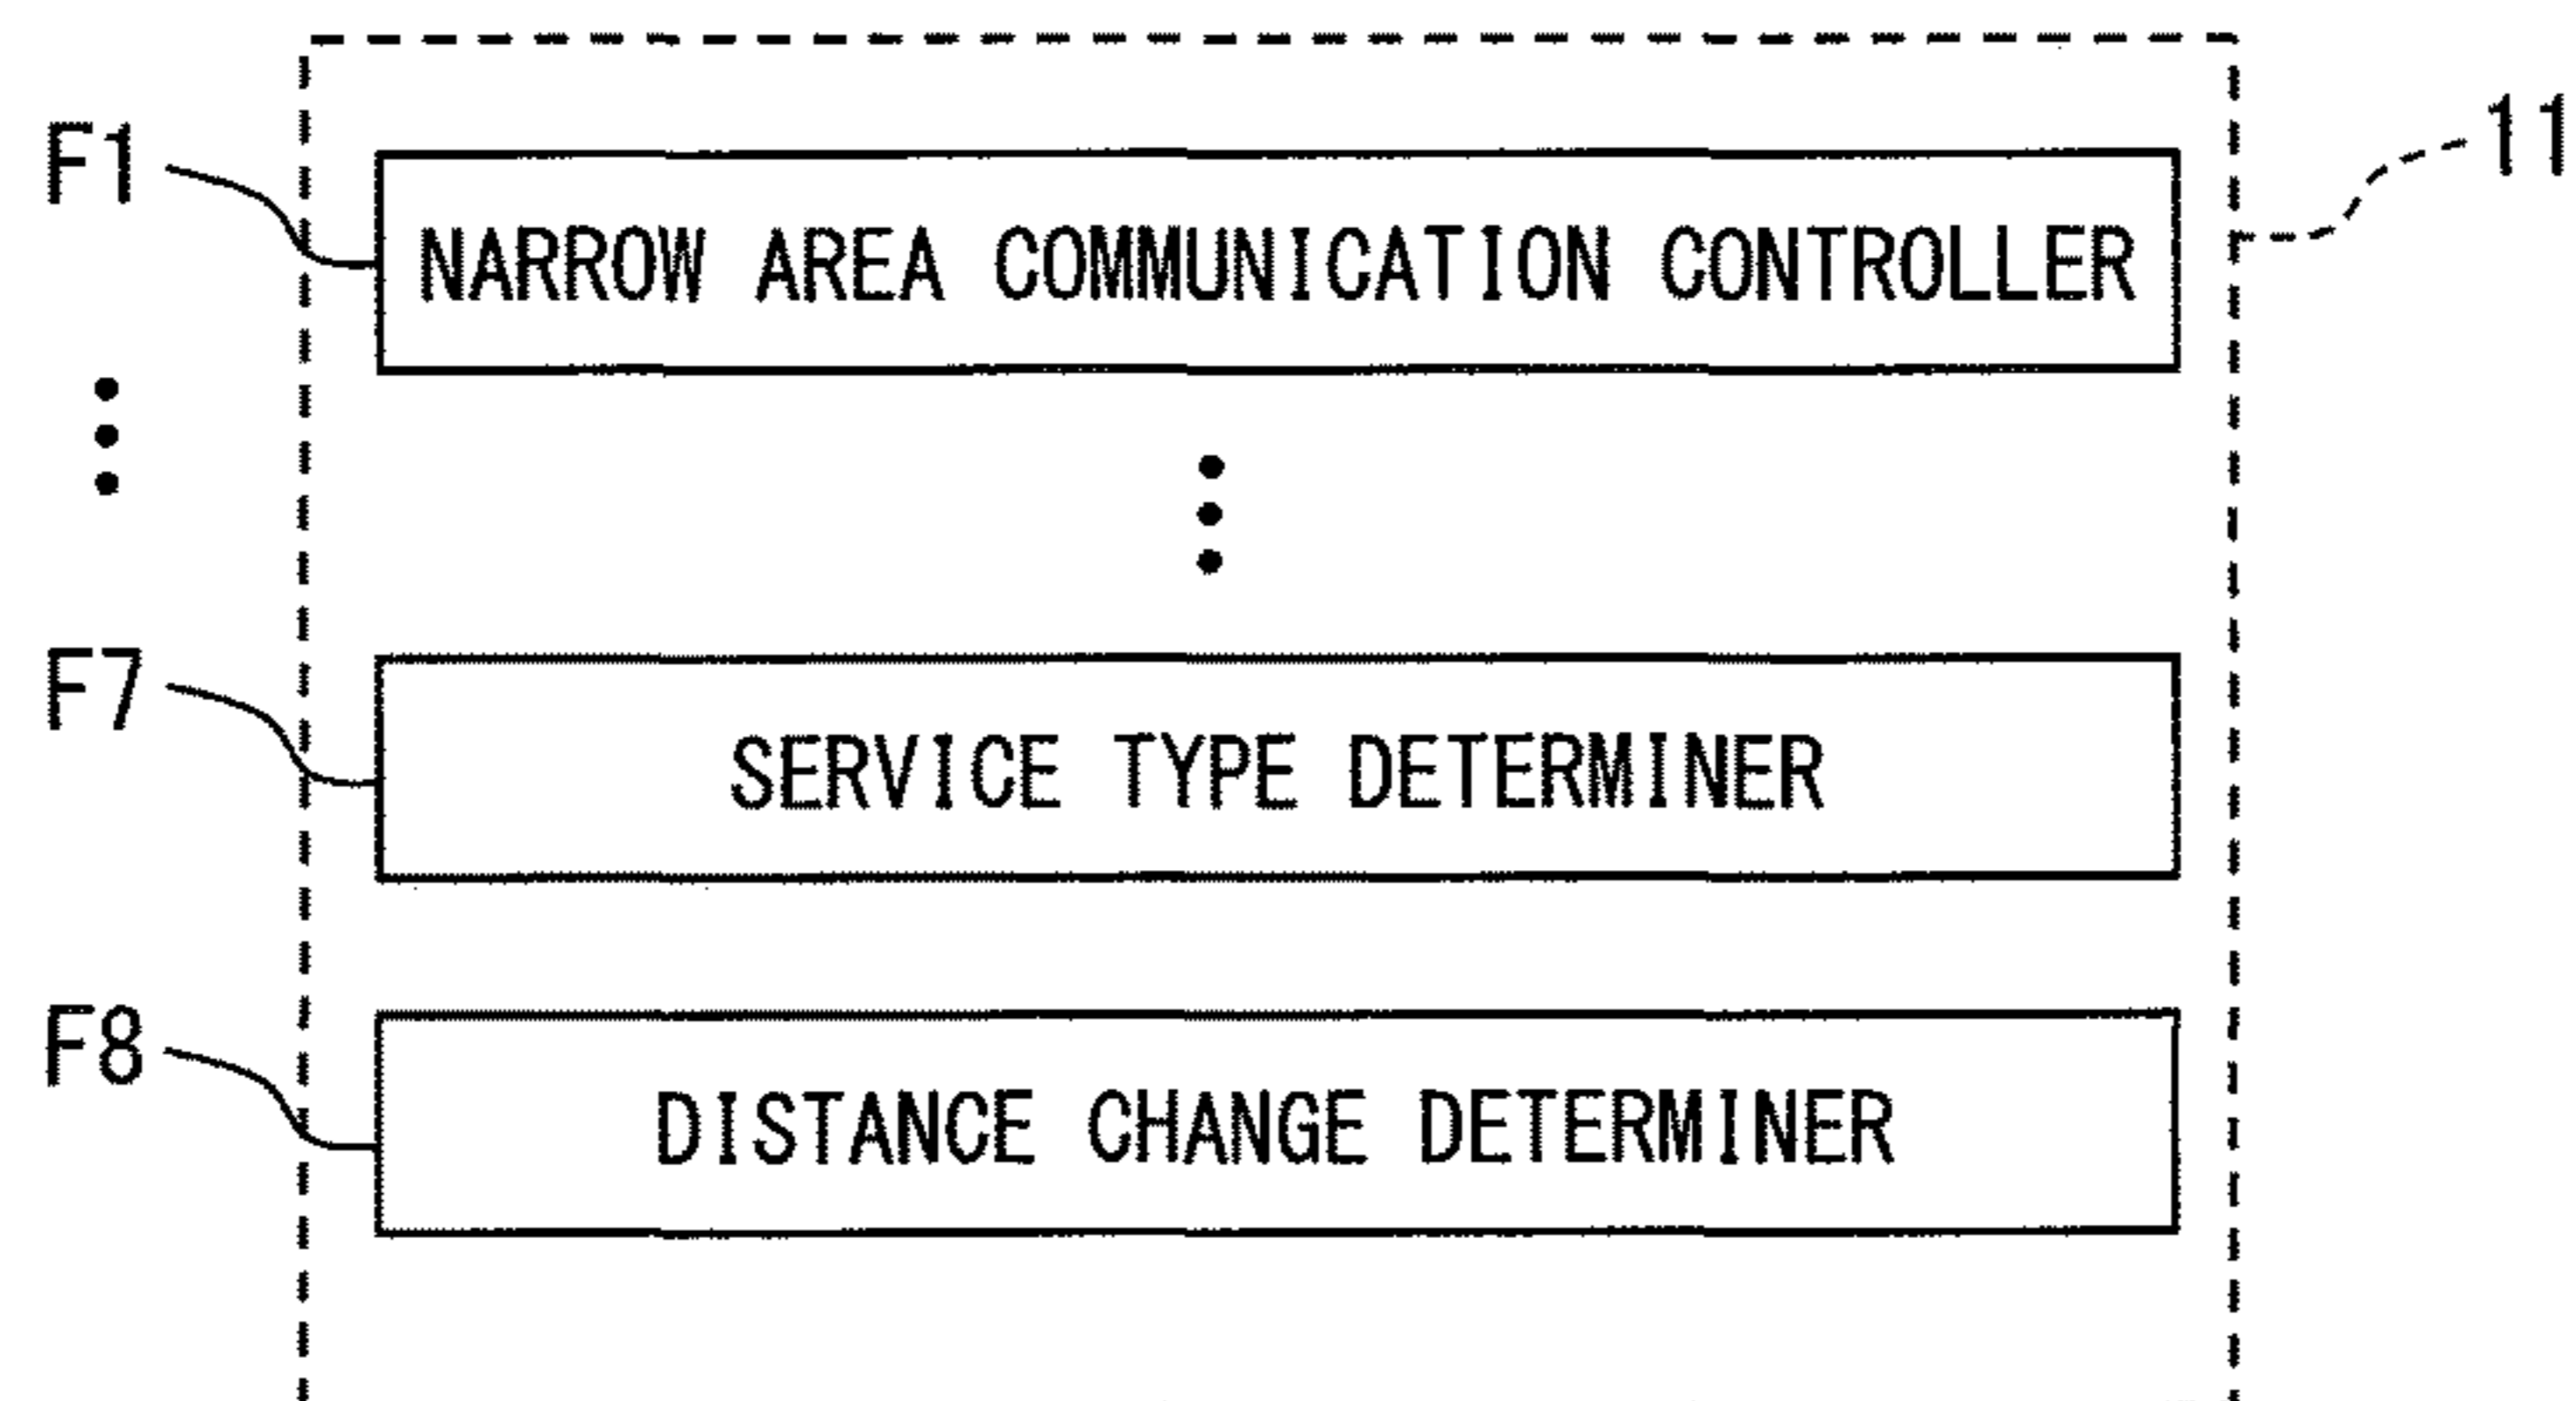 F1
11
NARROW AREA COMMUNICATION CONTROLLER
F7
SERVICE TYPE DETERMINER
F8
DISTANCE CHANGE DETERMINER